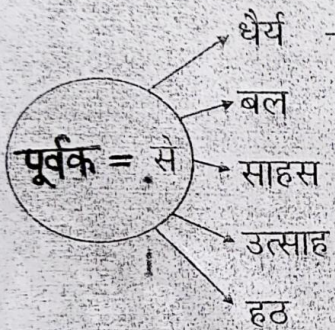 धैर्य
बल
पूर्वक = से
साहस
उत्साह
हठ